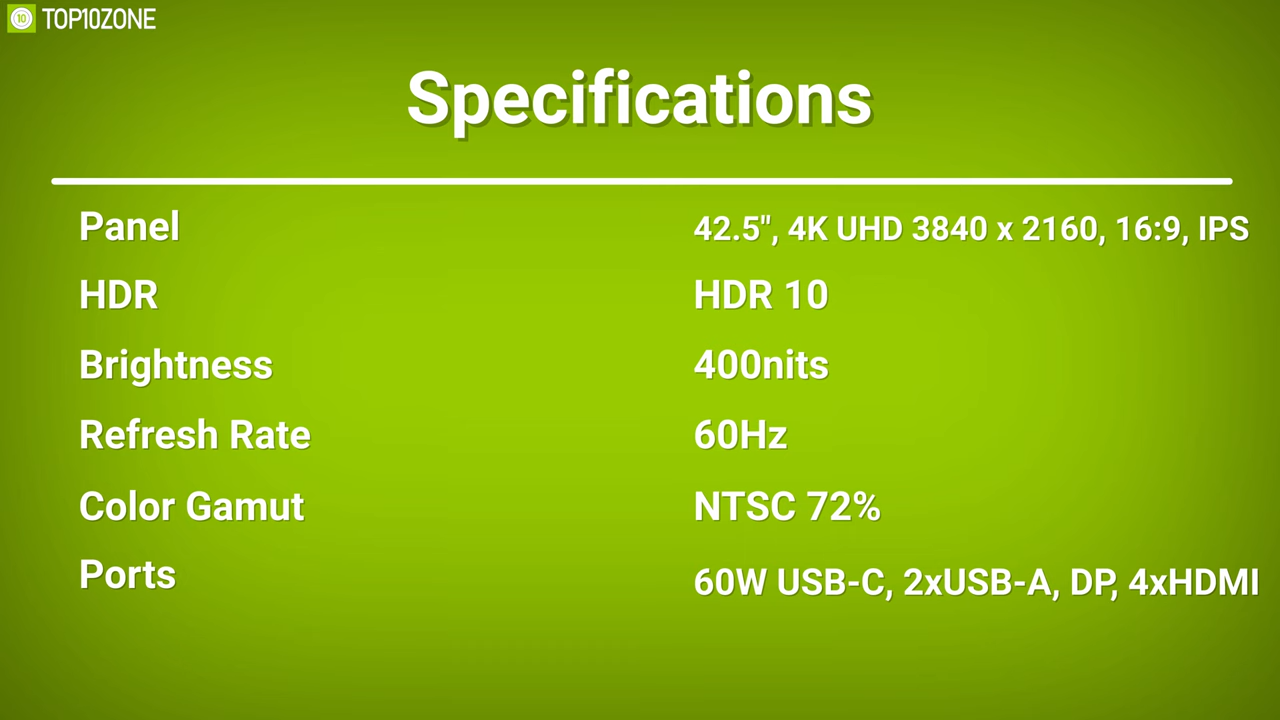 10 TOP10ZONE
Specifications
Panel 42.5", 4K UHD 3840 x 2160, 16:9, IPS
HDR HDR 10
Brightness 400nits
Refresh Rate 60Hz
Color Gamut NTSC 72%
Ports 60W USB-C, 2xUSB-A, DP, 4xHDMI